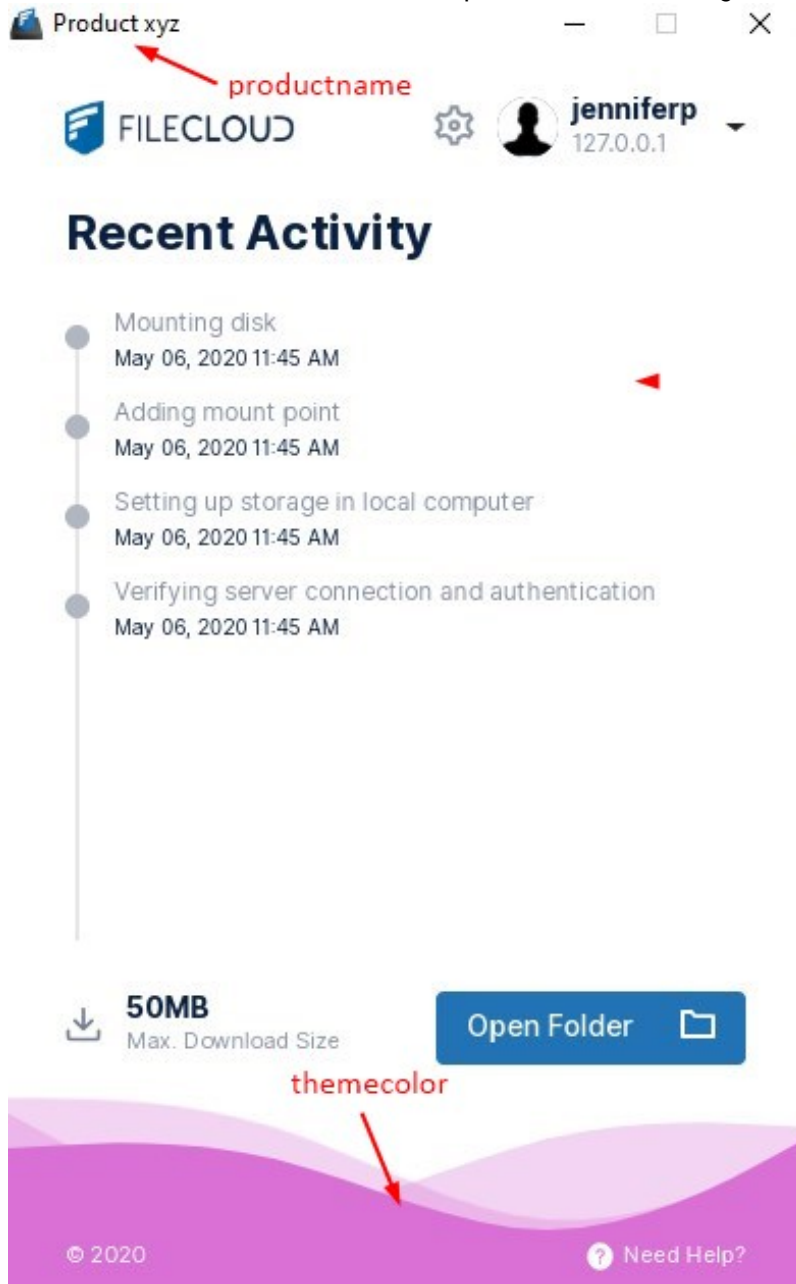 Product xyz
productname
FILECLOUD
jenniferp
127.0.0.1
Recent Activity
Mounting disk
May 06, 2020 11:45 AM
Adding mount point
May 06, 2020 11:45 AM
Setting up storage in local computer
May 06, 2020 11:45 AM
Verifying server connection and authentication
May 06, 2020 11:45 AM
50MB
Max. Download Size
Open Folder
themecolor
© 2020
? Need Help?